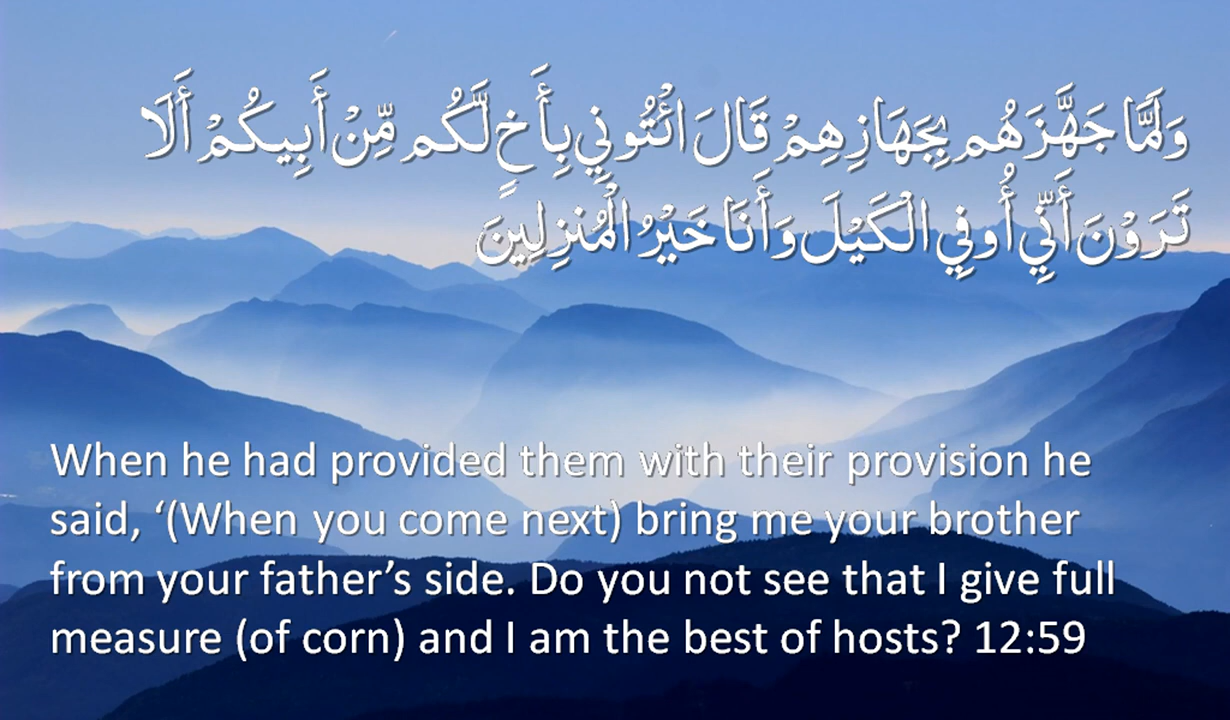 وَلَمَّا جَهَّزَهُم بِجَهَازِهِمْ قَالَ ائْتُونِي بِأَخٍ لَّكُم مِّنْ أَبِيكُمْ أَلَا
تَرَوْنَ أَنِّي أُوفِي الْكَيْلَ وَأَنَا خَيْرُ الْمُنزِلِينَ
When he had provided them with their provision he
said, ‘(When you come next) bring me your brother
from your father’s side. Do you not see that I give full
measure (of corn) and I am the best of hosts? 12:59